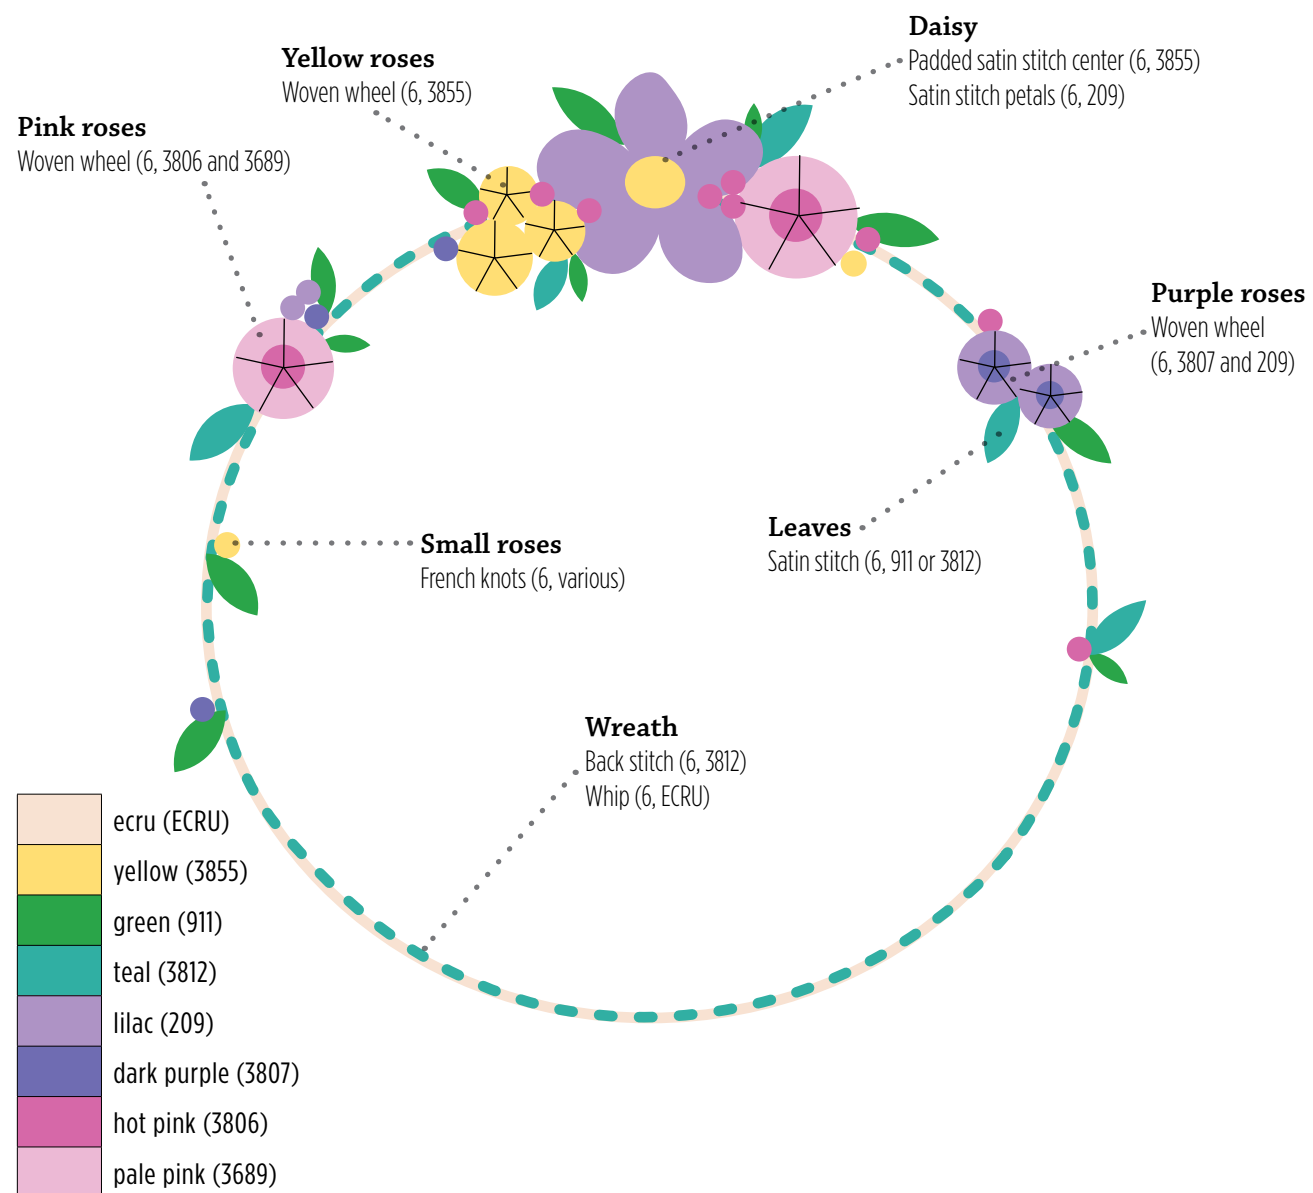 Daisy
Padded satin stitch center (6, 3855)
Satin stitch petals (6, 209)
Yellow roses
Woven wheel (6, 3855)
Pink roses
Woven wheel (6, 3806 and 3689)
Purple roses
Woven wheel
(6, 3807 and 209)
Leaves
Satin stitch (6, 911 or 3812)
Small roses
French knots (6, various)
Wreath
Back stitch (6, 3812)
Whip (6, ECRU)
ecru (ECRU)
yellow (3855)
green (911)
teal (3812)
lilac (209)
dark purple (3807)
hot pink (3806)
pale pink (3689)